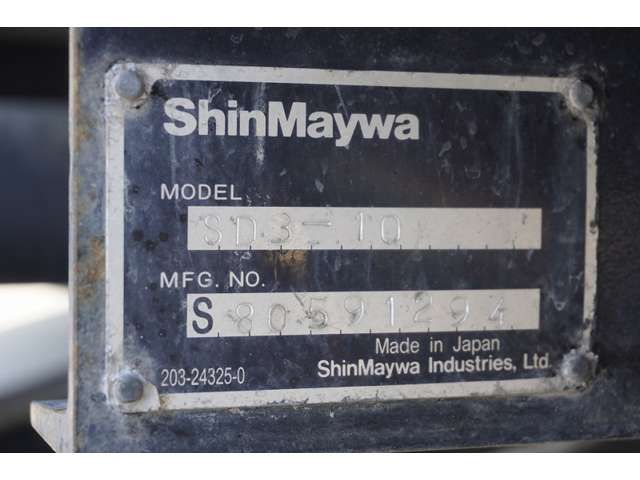 ShinMaywa
MODEL
SD3-10
MFG. NO.
S 80591294
Made in Japan
203-24325-0
ShinMaywa Industries, Ltd